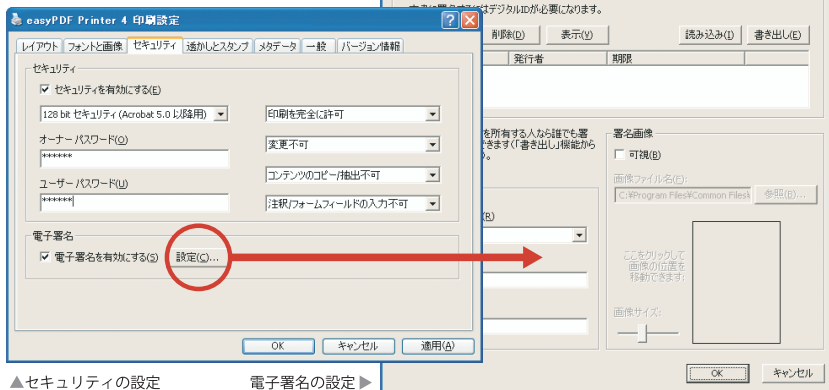 easyPDF Printer 4 印刷設定
レイアウト フォントと画像 セキュリティ 透かしとスタンプ メタデータ 一般 バージョン情報
セキュリティ
セキュリティを有効にする(E)
128 bit セキュリティ (Acrobat 5.0 以降用)
印刷を完全に許可
オーナー パスワード(O)
変更不可
*******
コンテンツのコピー/抽出不可
ユーザー パスワード(U)
*******
注釈/フォームフィールドの入力不可
電子署名
電子署名を有効にする(S) 設定(C)...
OK キャンセル 適用(A)
▲セキュリティの設定 電子署名の設定▶
はデジタルIDが必要になります。
削除(D) 表示(V) 読み込み(I) 書き出し(E)
発行者 期限
を所有する人なら誰でも署
できます(「書き出し」機能から
)。
(R)
署名画像
可視(B)
画像ファイル名(F):
C:¥Program Files¥Common Files¥ 参照(B)...
ここをクリックして
画像の位置を
移動できます:
画像サイズ:
OK キャンセル